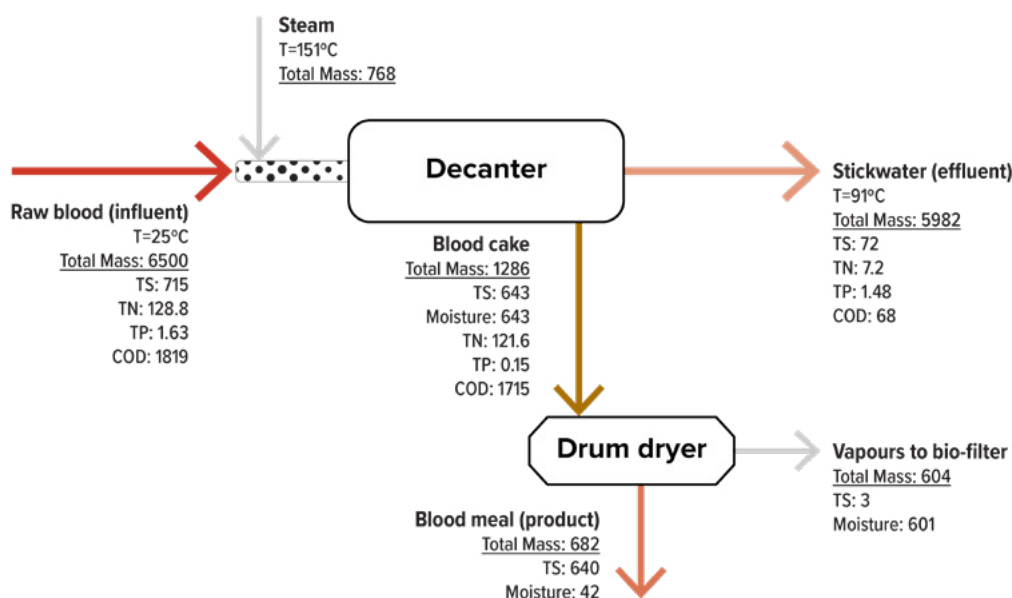 Steam
T=151ºC
Total Mass: 768
Decanter
Raw blood (influent)
T=25ºC
Total Mass: 6500
TS: 715
TN: 128.8
TP: 1.63
COD: 1819
Stickwater (effluent)
T=91ºC
Total Mass: 5982
TS: 72
TN: 7.2
TP: 1.48
COD: 68
Blood cake
Total Mass: 1286
TS: 643
Moisture: 643
TN: 121.6
TP: 0.15
COD: 1715
Drum dryer
Vapours to bio-filter
Total Mass: 604
TS: 3
Moisture: 601
Blood meal (product)
Total Mass: 682
TS: 640
Moisture: 42